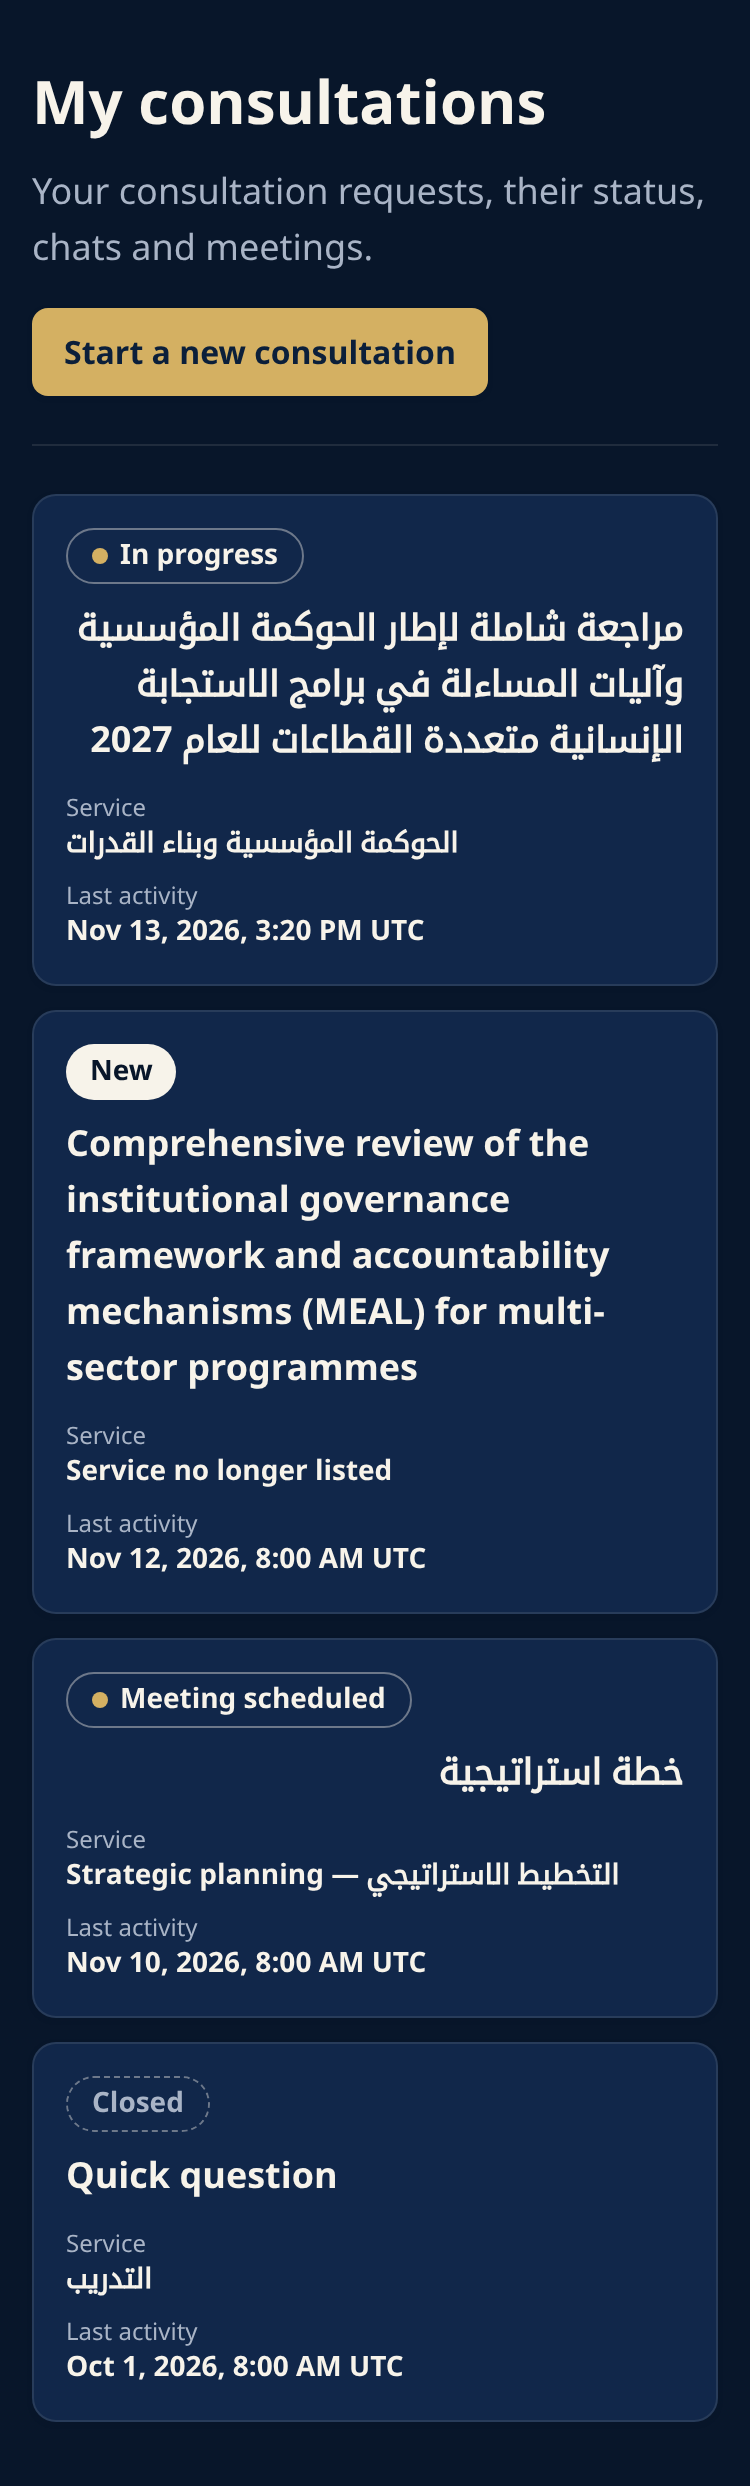 My consultations
Your consultation requests, their status,
chats and meetings.
Start a new consultation
In progress
مراجعة شاملة لإطار الحوكمة المؤسسية
وآليات المساءلة في برامج الاستجابة
الإنسانية متعددة القطاعات للعام 2027
Service
الحوكمة المؤسسية وبناء القدرات
Last activity
Nov 13, 2026, 3:20 PM UTC
New
Comprehensive review of the
institutional governance
framework and accountability
mechanisms (MEAL) for multi-
sector programmes
Service
Service no longer listed
Last activity
Nov 12, 2026, 8:00 AM UTC
Meeting scheduled
خطة استراتيجية
Service
Strategic planning — التخطيط الاستراتيجي
Last activity
Nov 10, 2026, 8:00 AM UTC
Closed
Quick question
Service
التدريب
Last activity
Oct 1, 2026, 8:00 AM UTC